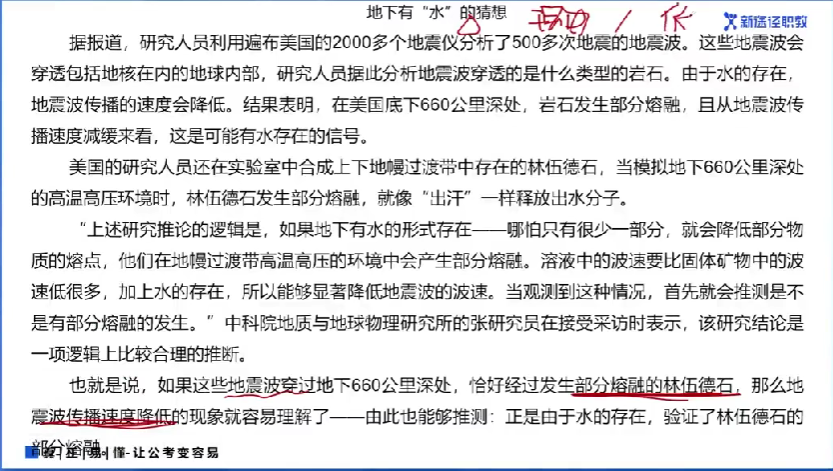 地下有“水”的猜想
新途径职教
据报道，研究人员利用遍布美国的2000多个地震仪分析了500多次地震的地震波。这些地震波会
穿透包括地核在内的地球内部，研究人员据此分析地震波穿透的是什么类型的岩石。由于水的存在，
地震波传播的速度会降低。结果表明，在美国底下660公里深处，岩石发生部分熔融，且从地震波传
播速度减缓来看，这是可能有水存在的信号。
美国的研究人员还在实验室中合成上下地幔过渡带中存在的林伍德石，当模拟地下660公里深处
的高温高压环境时，林伍德石发生部分熔融，就像“出汗”一样释放出水分子。
“上述研究推论的逻辑是，如果地下有水的形式存在——哪怕只有很少一部分，就会降低部分物
质的熔点，他们在地幔过渡带高温高压的环境中会产生部分熔融。溶液中的波速要比固体矿物中的波
速低很多，加上水的存在，所以能够显著降低地震波的波速。当观测到这种情况，首先就会推测是不
是有部分熔融的发生。”中科院地质与地球物理研究所的张研究员在接受采访时表示，该研究结论是
一项逻辑上比较合理的推断。
也就是说，如果这些地震波穿过地下660公里深处，恰好经过发生部分熔融的林伍德石，那么地
震波传播速度降低的现象就容易理解了——由此也能够推测：正是由于水的存在，验证了林伍德石的
部分熔融
懂-让公考变容易